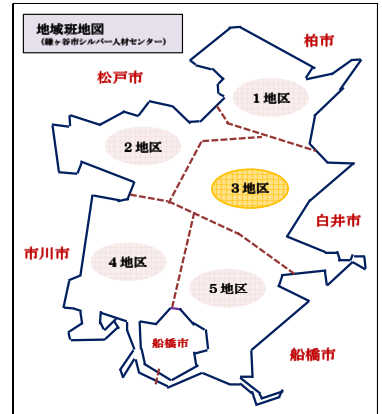 地域班地図
(鎌ヶ谷市シルバー人材センター)
柏市
松戸市
1地区
2地区
3地区
白井市
市川市
4地区
5地区
船橋市
船橋市